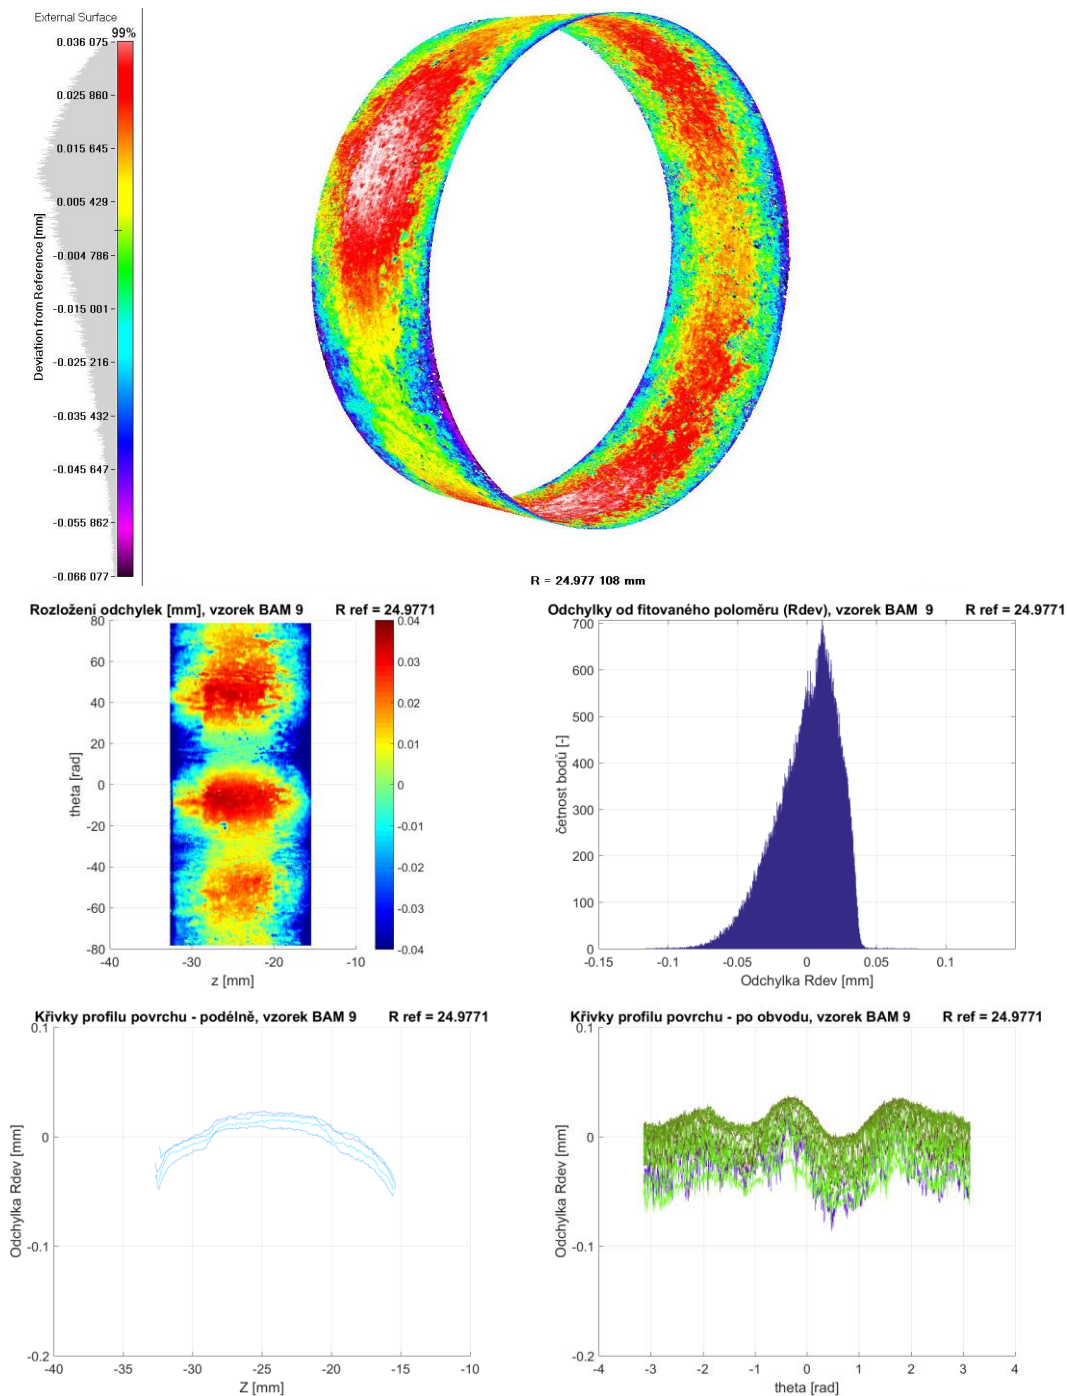 External Surface
99%
0.036 075
0.025 860
0.015 645
0.005 429
-0.004 786
-0.015 001
-0.025 216
-0.035 432
-0.045 647
-0.055 862
-0.066 077
Deviation from Reference [mm]
R = 24.977 108 mm
Rozložení odchylek [mm], vzorek BAM 9 R ref = 24.9771
80
60
40
20
0
-20
-40
-60
-80
theta [rad]
-40 -30 -20 -10
z [mm]
0.04
0.03
0.02
0.01
0
-0.01
-0.02
-0.03
-0.04
Odchylky od fitovaného poloměru (Rdev), vzorek BAM 9 R ref = 24.9771
700
600
500
400
300
200
100
0
četnost bodů [-]
-0.15 -0.1 -0.05 0 0.05 0.1
Odchylka Rdev [mm]
Křivky profilu povrchu - podélně, vzorek BAM 9 R ref = 24.9771
0.1
0
-0.1
-0.2
Odchylka Rdev [mm]
-40 -35 -30 -25 -20 -15 -10
Z [mm]
Křivky profilu povrchu - po obvodu, vzorek BAM 9 R ref = 24.9771
0.1
0
-0.1
-0.2
Odchylka Rdev [mm]
-4 -3 -2 -1 0 1 2 3 4
theta [rad]